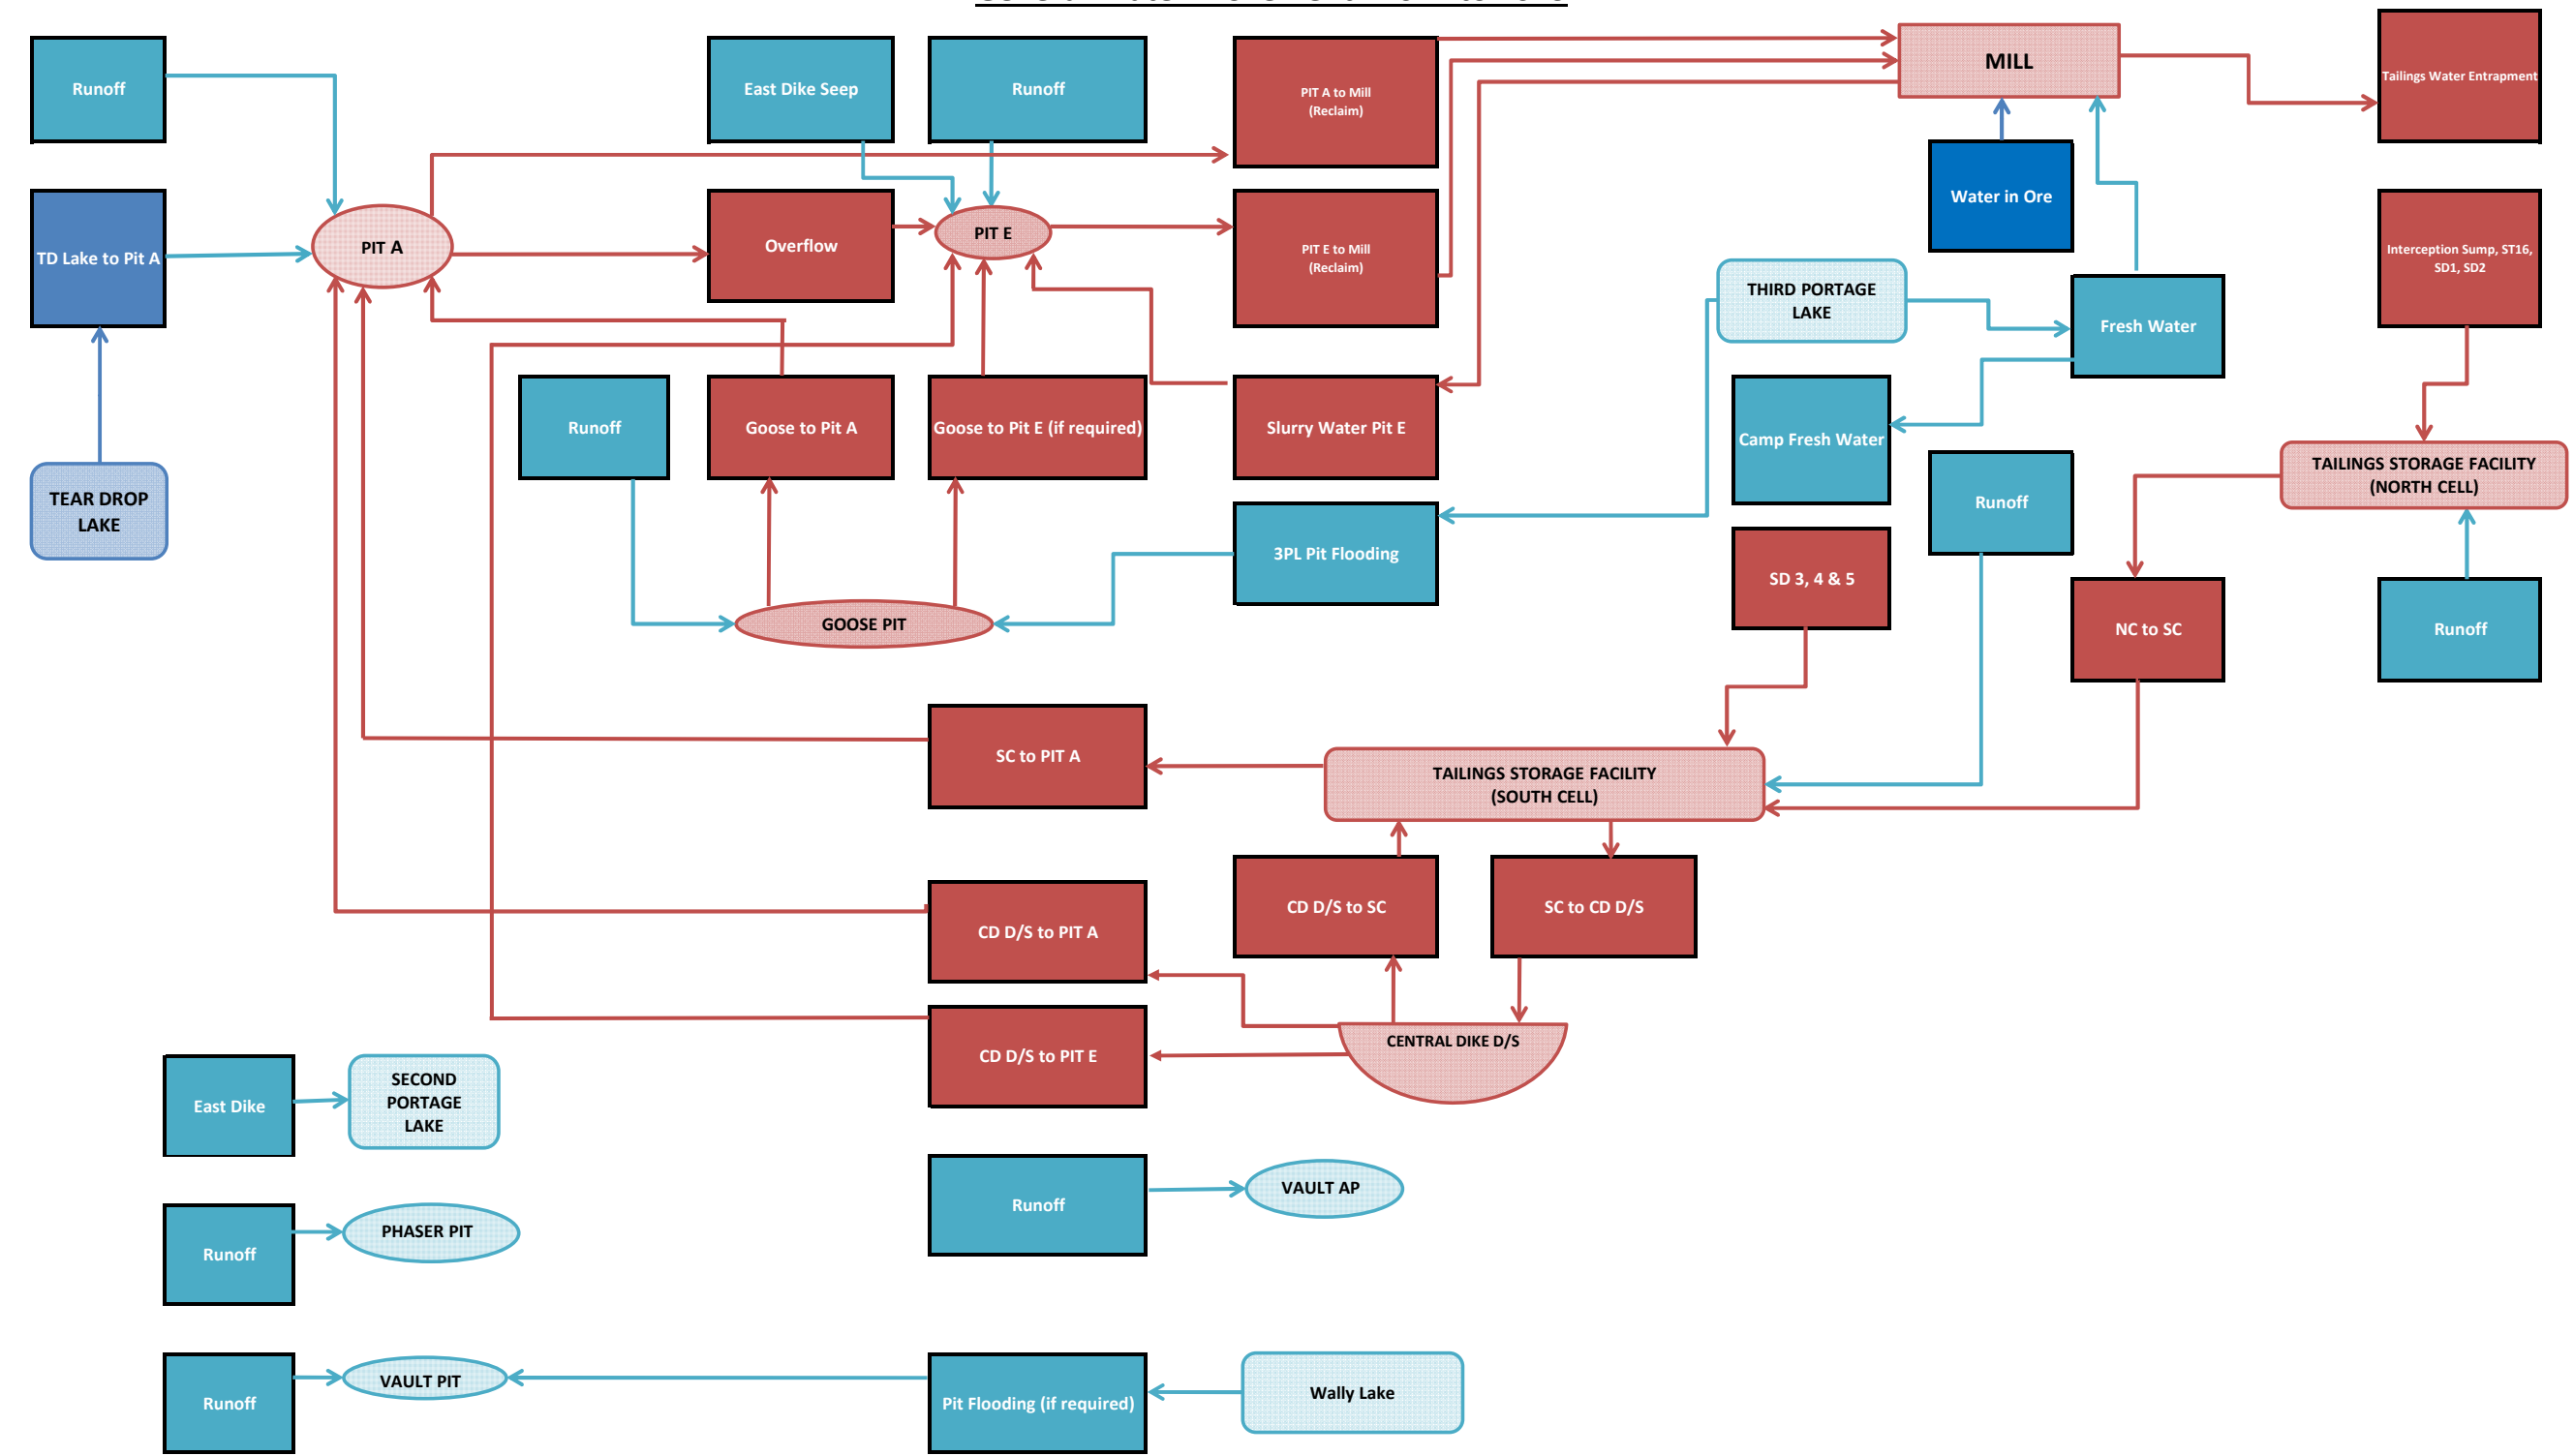 Runoff
East Dike Seep
Runoff
PIT A to Mill
(Reclaim)
MILL
Tailings Water Entrapment
TD Lake to Pit A
PIT A
Overflow
PIT E
PIT E to Mill
(Reclaim)
Water in Ore
Interception Sump, ST16,
SD1, SD2
THIRD PORTAGE
LAKE
Fresh Water
Runoff
Goose to Pit A
Goose to Pit E (if required)
Slurry Water Pit E
Camp Fresh Water
TEAR DROP
LAKE
Runoff
TAILINGS STORAGE FACILITY
(NORTH CELL)
3PL Pit Flooding
SD 3, 4 & 5
GOOSE PIT
NC to SC
Runoff
SC to PIT A
TAILINGS STORAGE FACILITY
(SOUTH CELL)
CD D/S to PIT A
CD D/S to SC
SC to CD D/S
CD D/S to PIT E
CENTRAL DIKE D/S
East Dike
SECOND
PORTAGE
LAKE
Runoff
VAULT AP
Runoff
PHASER PIT
Runoff
VAULT PIT
Pit Flooding (if required)
Wally Lake